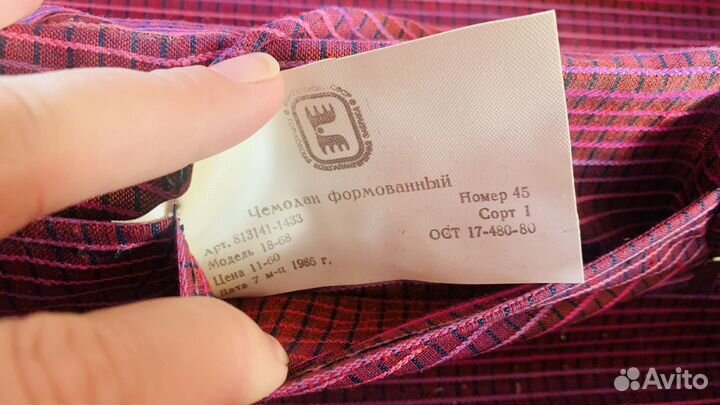 Чемодан формованный
Арт. 813141-1433
Номер 45
Модель 18-68
Сорт 1
Цена 11-60
ОСТ 17-480-80
Дата 7 м-ц 1986 г.
Avito